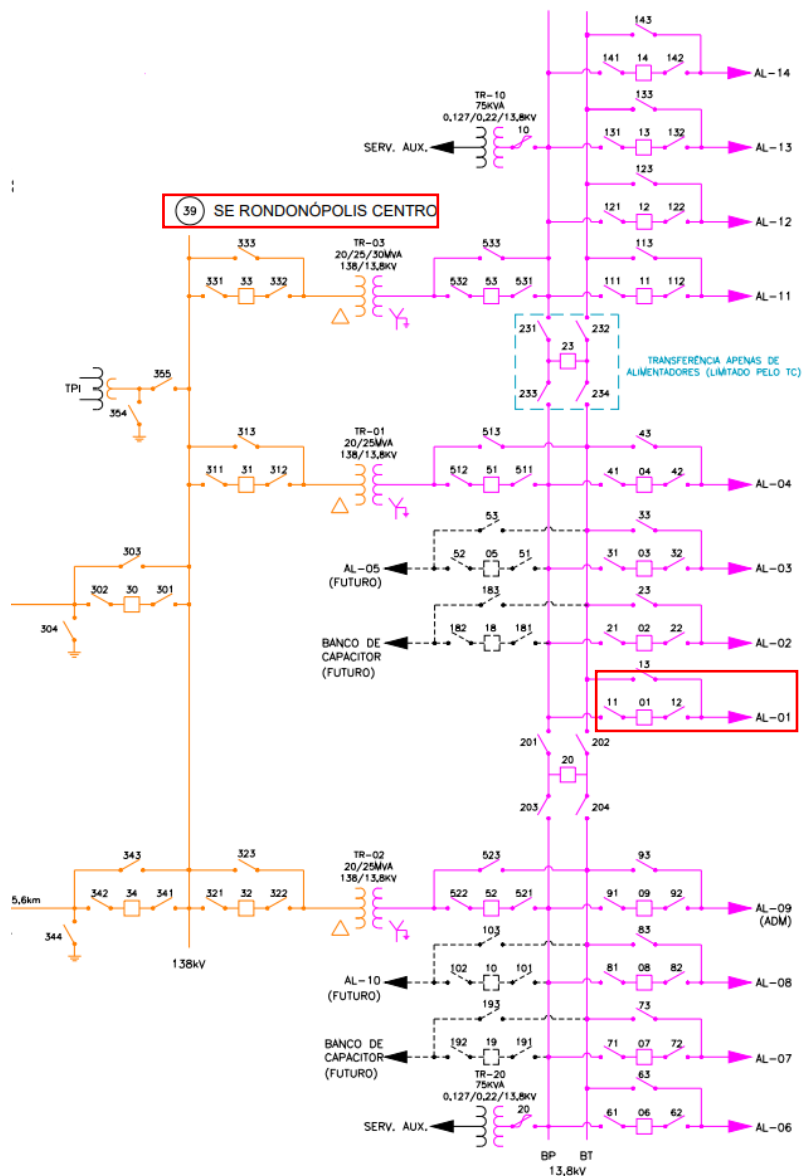 143
141 14 142
AL-14
TR-10
75KVA
0,127/0,22/13,8KV
10
SERV. AUX.
133
131 13 132
AL-13
123
121 12 122
AL-12
39 SE RONDONÓPOLIS CENTRO
333
331 33 332
TR-03
20/25/30MVA
138/13,8KV
533
532 53 531
113
111 11 112
AL-11
231 232
23
233 234
TRANSFERÊNCIA APENAS DE
ALIMENTADORES (LIMITADO PELO TC)
TPI
355
354
313
311 31 312
TR-01
20/25MVA
138/13,8KV
513
512 51 511
43
41 04 42
AL-04
53
52 05 51
AL-05
(FUTURO)
33
31 03 32
AL-03
303
302 30 301
304
183
182 18 181
BANCO DE
CAPACITOR
(FUTURO)
23
21 02 22
AL-02
13
11 01 12
AL-01
201 202
20
203 204
343
342 34 341
5,6km
344
323
321 32 322
TR-02
20/25MVA
138/13,8KV
523
522 52 521
93
91 09 92
AL-09
(ADM)
138kV
103
102 10 101
AL-10
(FUTURO)
83
81 08 82
AL-08
193
192 19 191
BANCO DE
CAPACITOR
(FUTURO)
73
71 07 72
AL-07
TR-20
75KVA
0,127/0,22/13,8KV
20
SERV. AUX.
63
61 06 62
AL-06
BP BT
13,8kV